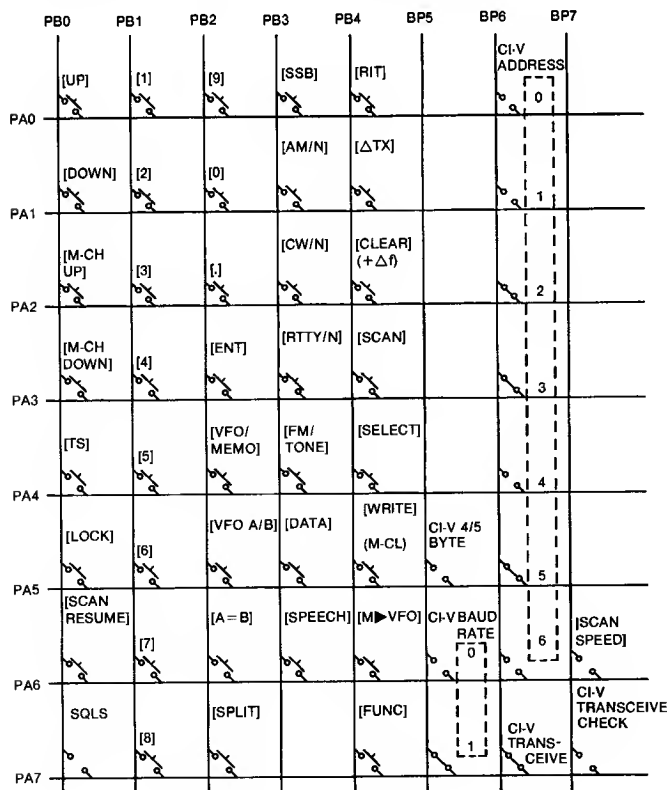 PB0 PB1 PB2 PB3 PB4 BP5 BP6 BP7
CI-V
ADDRESS
[UP] [1] [9] [SSB] [RIT] 0
PA0
[AM/N] [△TX]
[DOWN] [2] [0] 1
PA1
[M-CH
UP] [3] [.] [CW/N] [CLEAR]
(+△f) 2
PA2
[M-CH
DOWN] [4] [ENT] [RTTY/N] [SCAN] 3
PA3
[TS] [5] [VFO/
MEMO] [FM/
TONE] [SELECT] 4
PA4
[LOCK] [6] [VFO A/B] [DATA] [WRITE]
(M-CL) CI-V 4/5
BYTE 5
PA5
[SCAN
RESUME] [7] [A=B] [SPEECH] [M▶VFO] CI-V BAUD
RATE
0 6 [SCAN
SPEED]
PA6
SQLS [8] [SPLIT] [FUNC] 1 CI-V
TRANS-
CEIVE CI-V
TRANSCEIVE
CHECK
PA7